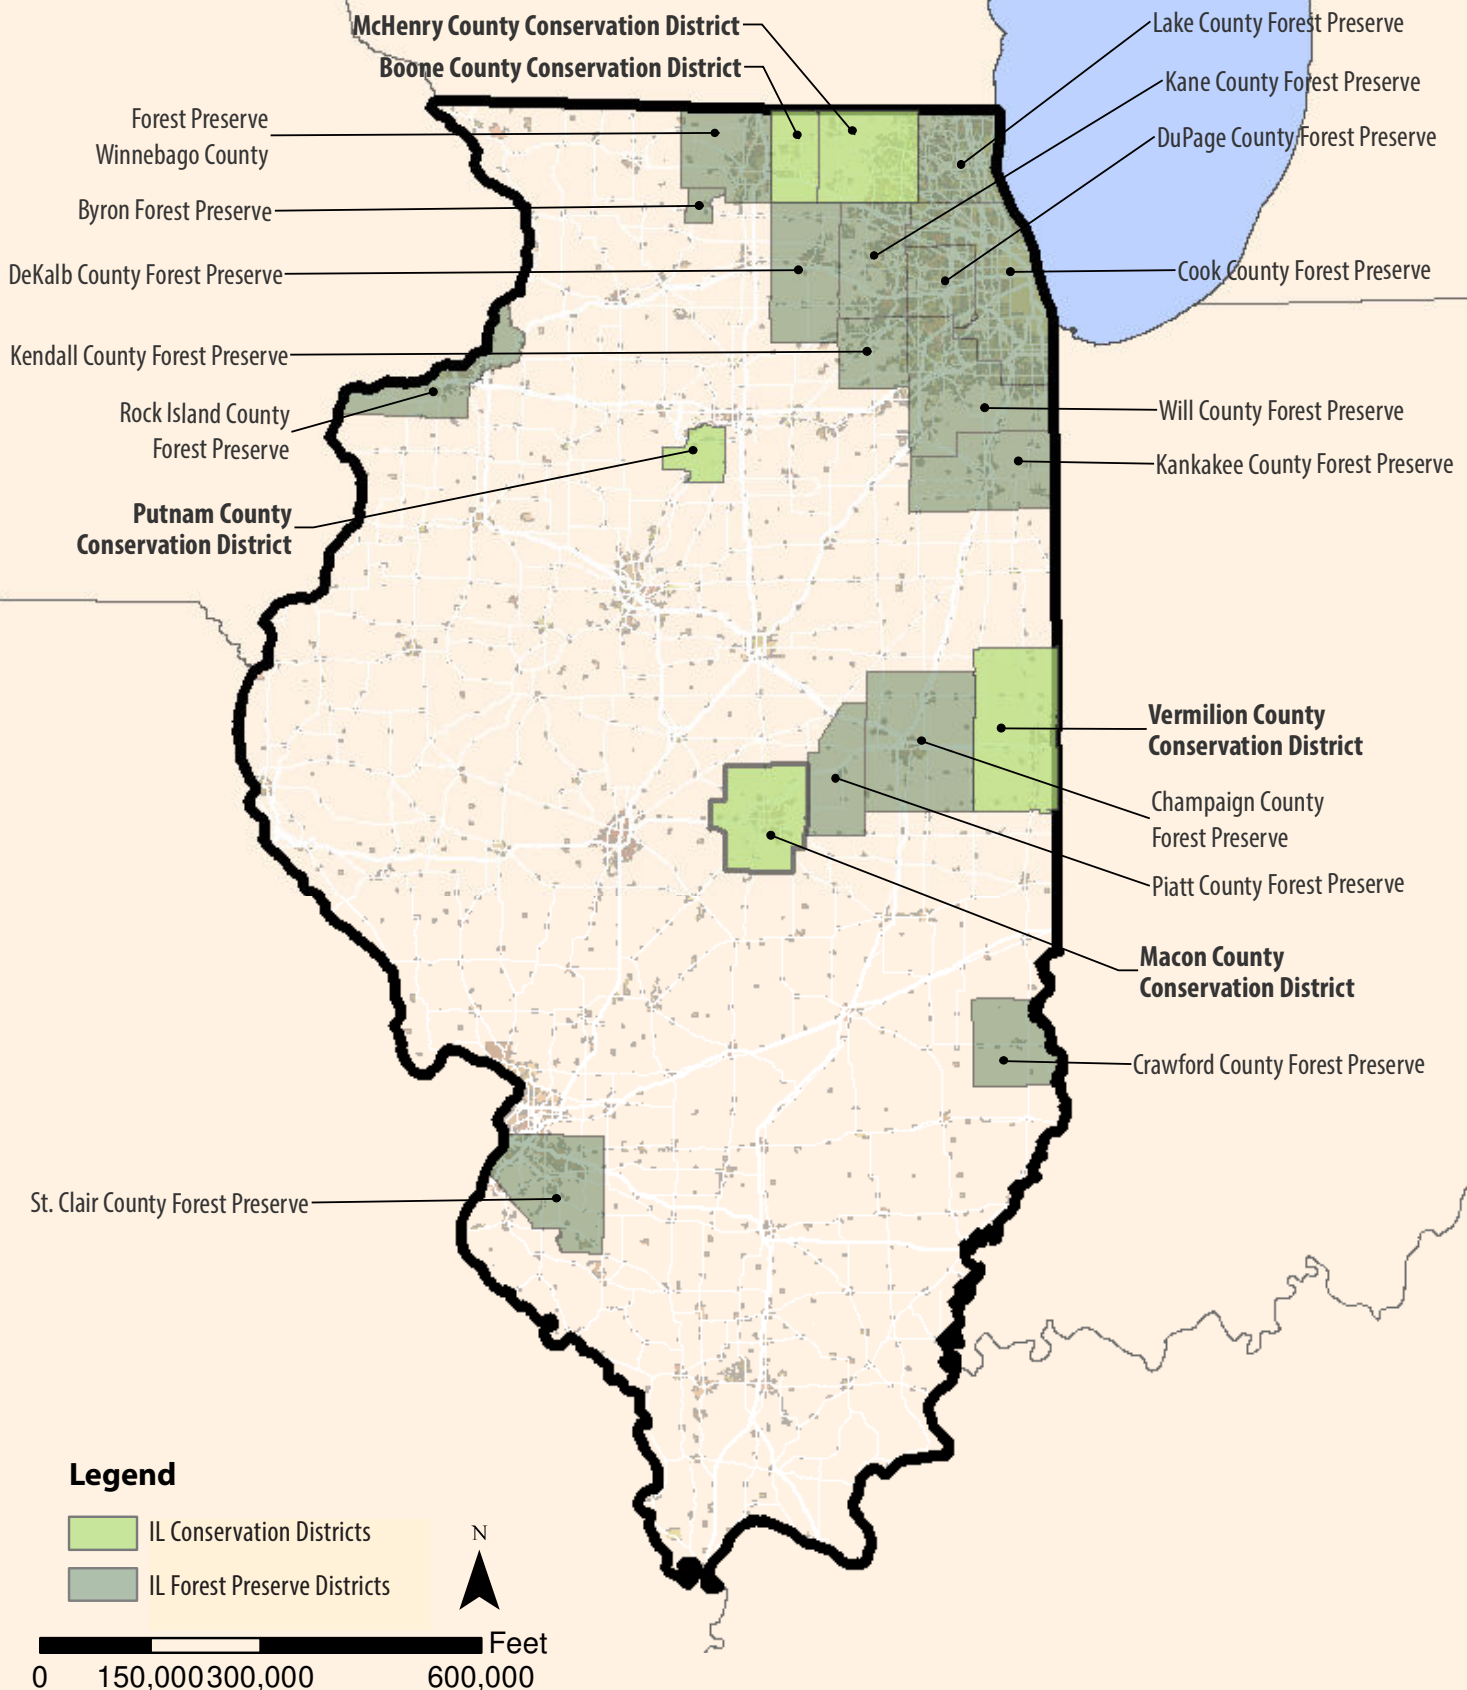 McHenry County Conservation District
Boone County Conservation District
Lake County Forest Preserve
Kane County Forest Preserve
DuPage County Forest Preserve
Forest Preserve
Winnebago County
Byron Forest Preserve
DeKalb County Forest Preserve
Cook County Forest Preserve
Kendall County Forest Preserve
Rock Island County
Forest Preserve
Will County Forest Preserve
Kankakee County Forest Preserve
Putnam County
Conservation District
Vermilion County
Conservation District
Champaign County
Forest Preserve
Piatt County Forest Preserve
Macon County
Conservation District
Crawford County Forest Preserve
St. Clair County Forest Preserve
Legend
IL Conservation Districts
IL Forest Preserve Districts
N
Feet
0 150,000 300,000 600,000